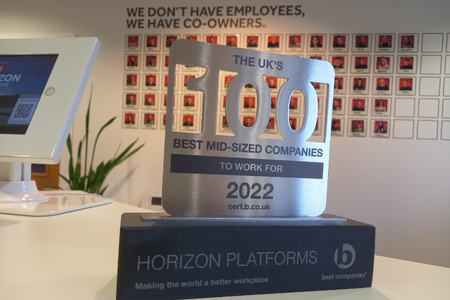 WE DON'T HAVE EMPLOYEES,
WE HAVE CO-OWNERS.
THE UK'S
100
BEST MID-SIZED COMPANIES
TO WORK FOR
2022
cert.b.co.uk
HORIZON PLATFORMS
Making the world a better workplace
b
best companies